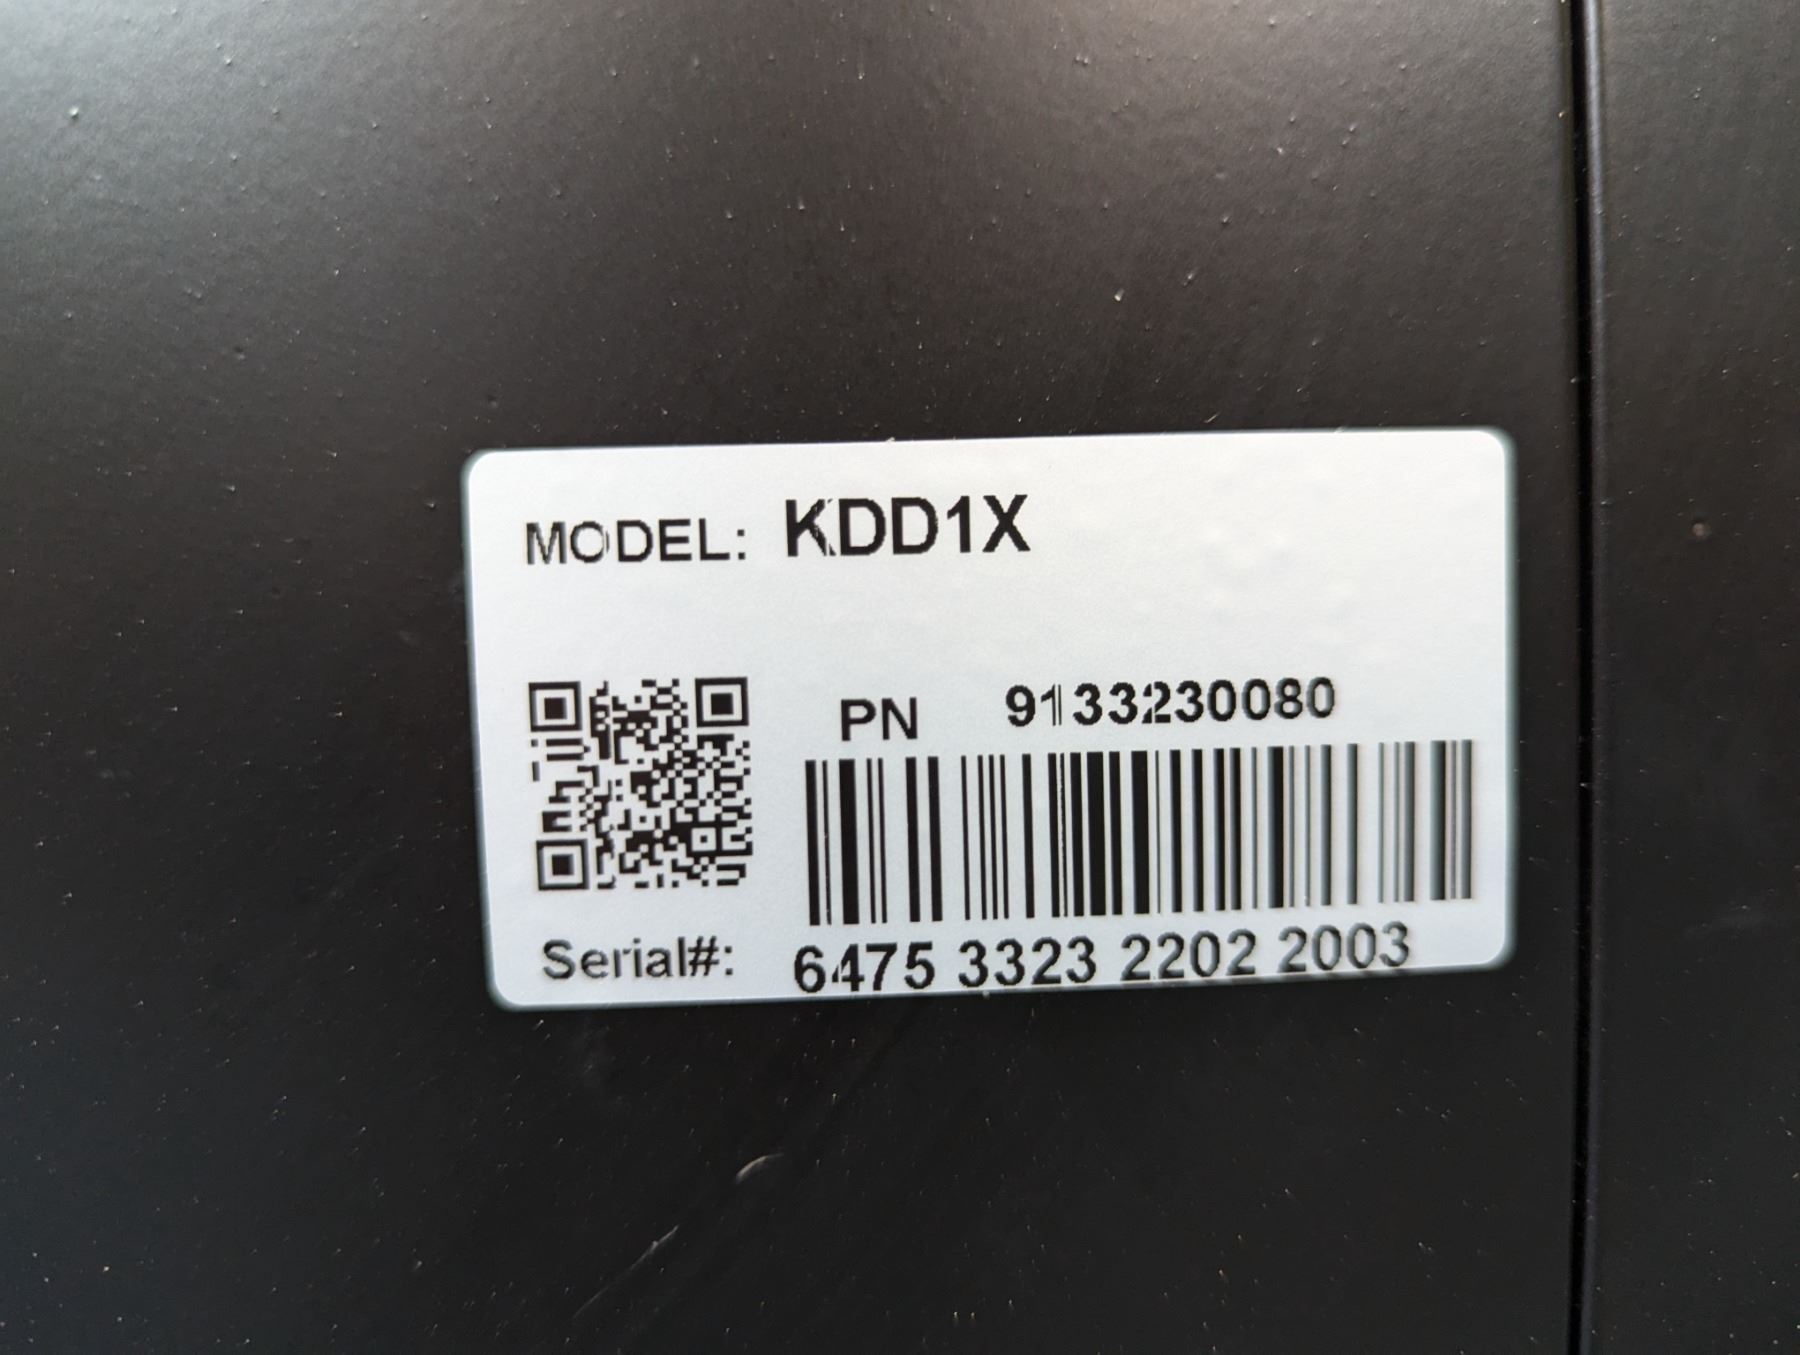 MODEL: KDD1X
PN 9133230080
Serial#: 6475 3323 2202 2003